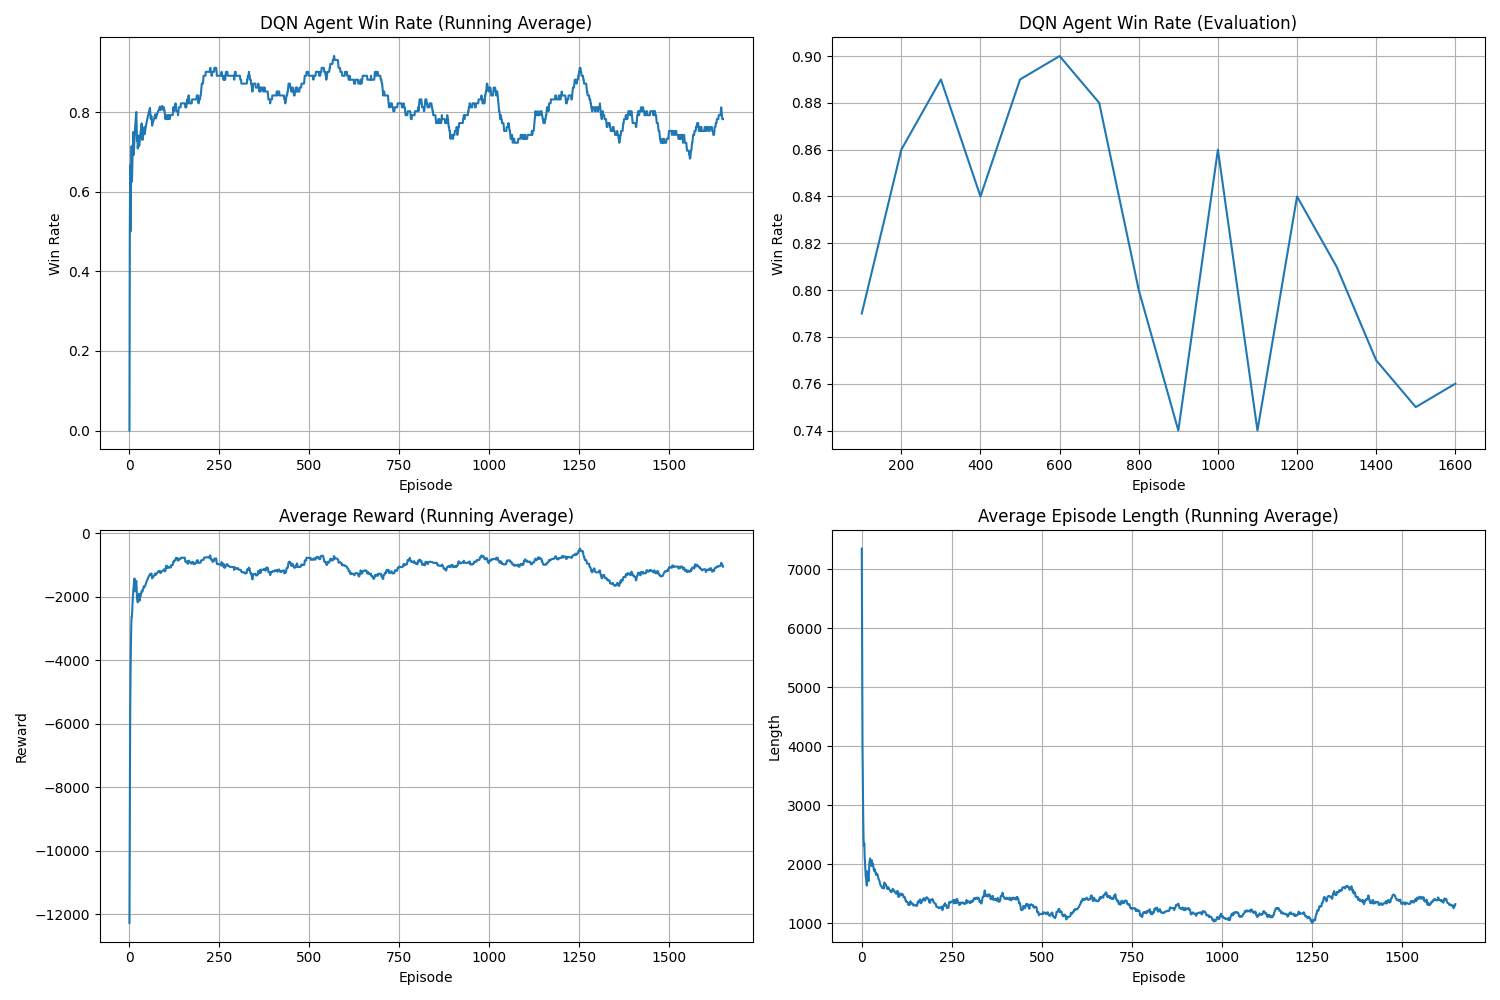 DQN Agent Win Rate (Running Average)
Win Rate
0.8
0.6
0.4
0.2
0.0
0 250 500 750 1000 1250 1500
Episode
DQN Agent Win Rate (Evaluation)
Win Rate
0.90
0.88
0.86
0.84
0.82
0.80
0.78
0.76
0.74
200 400 600 800 1000 1200 1400 1600
Episode
Average Reward (Running Average)
Reward
0
−2000
−4000
−6000
−8000
−10000
−12000
0 250 500 750 1000 1250 1500
Episode
Average Episode Length (Running Average)
Length
7000
6000
5000
4000
3000
2000
1000
0 250 500 750 1000 1250 1500
Episode